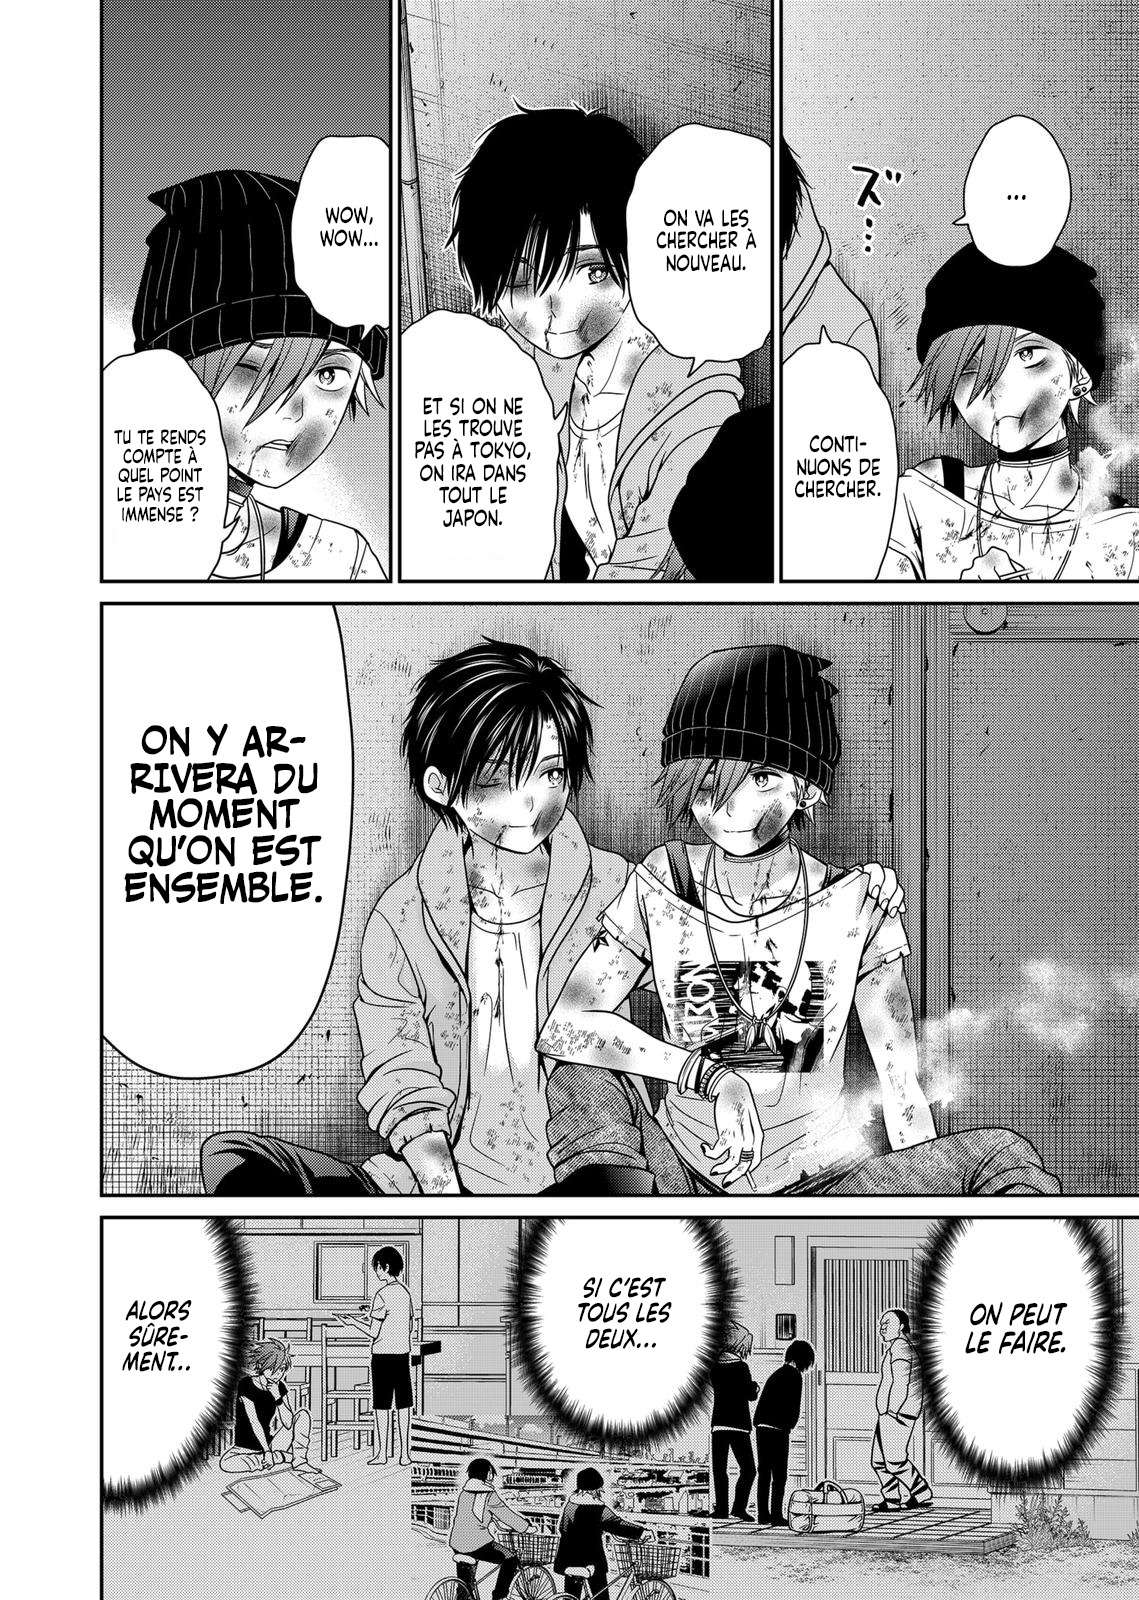 ...
ズ…
CONTI-
NUONS DE
CHERCHER.
ON VA LES
CHERCHER À
NOUVEAU.
ET SI ON NE
LES TROUVE
PAS À TOKYO,
ON IRA DANS
TOUT LE
JAPON.
WOW,
WOW...
TU TE RENDS
COMPTE À
QUEL POINT
LE PAYS EST
IMMENSE ?
ON Y AR-
RIVERA DU
MOMENT
QU'ON EST
ENSEMBLE.
ON PEUT
LE FAIRE.
SI C'EST
TOUS LES
DEUX...
ALORS
SÛRE-
MENT...